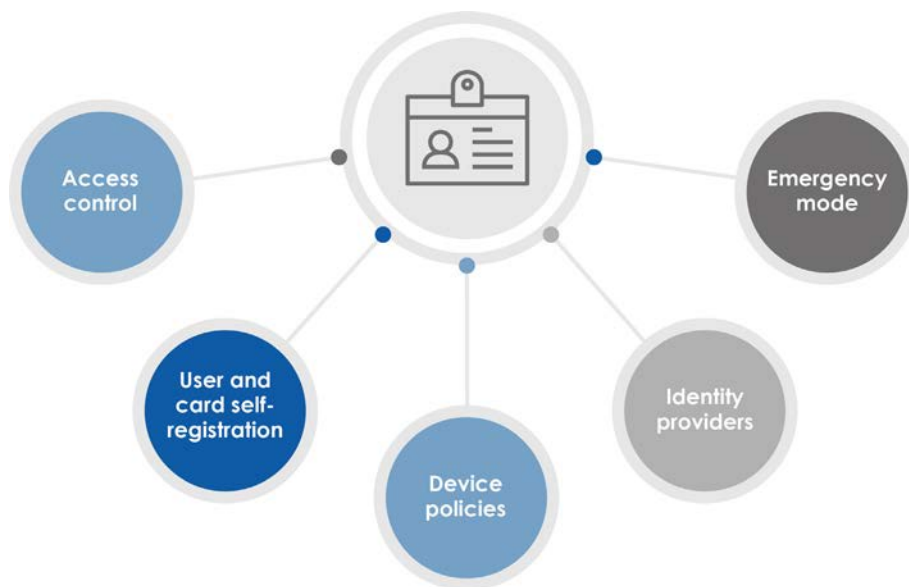 Access
control
User and
card self-
registration
Device
policies
Identity
providers
Emergency
mode